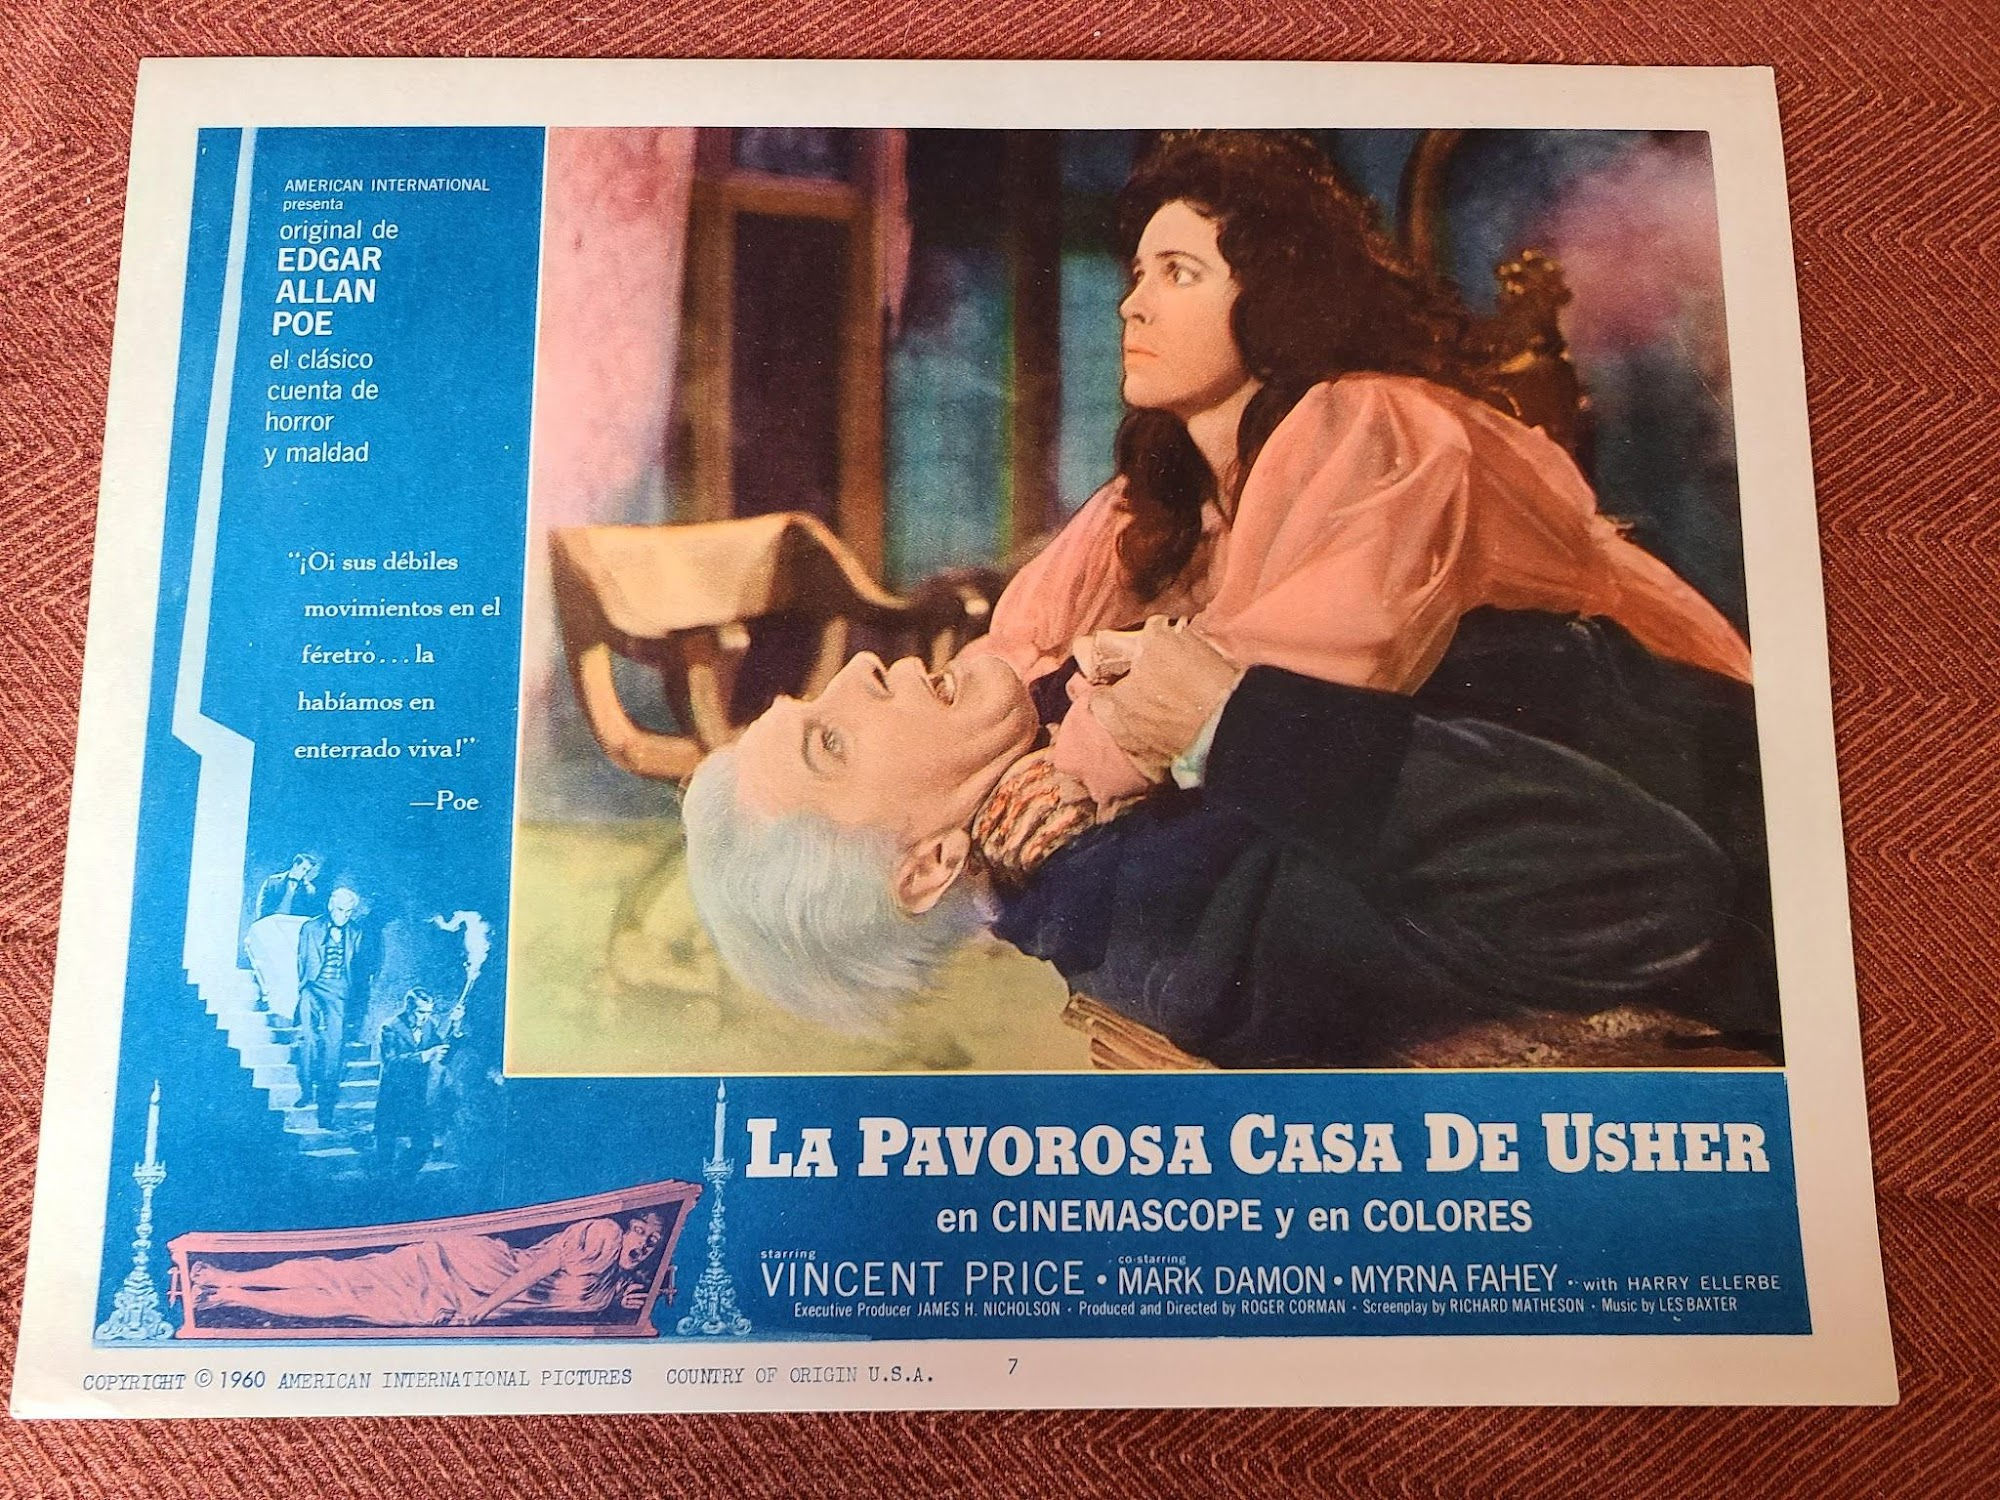 AMERICAN INTERNATIONAL
presenta
original de
EDGAR
ALLAN
POE
el clásico
cuenta de
horror
y maldad
"¡Oi sus débiles
movimientos en el
féretro...la
habíamos en
enterrado viva!"
—Poe
LA PAVOROSA CASA DE USHER
en CINEMASCOPE y en COLORES
starring VINCENT PRICE • co-starring MARK DAMON • MYRNA FAHEY • with HARRY ELLERBE
Executive Producer JAMES H. NICHOLSON • Produced and Directed by ROGER CORMAN • Screenplay by RICHARD MATHESON • Music by LES BAXTER
COPYRIGHT © 1960 AMERICAN INTERNATIONAL PICTURES COUNTRY OF ORIGIN U.S.A. 7